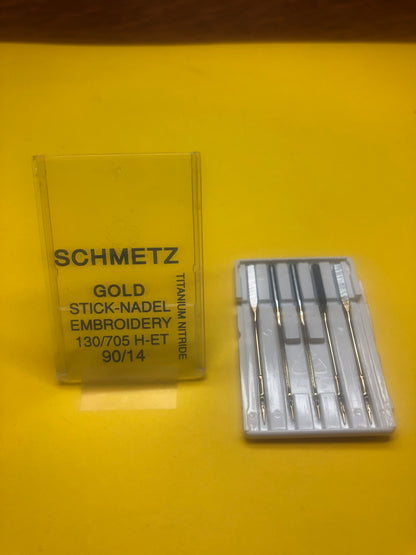 SCHMETZ
GOLD
STICK-NADEL
EMBROIDERY
130/705 H-ET
90/14
TITANIUM NITRIDE